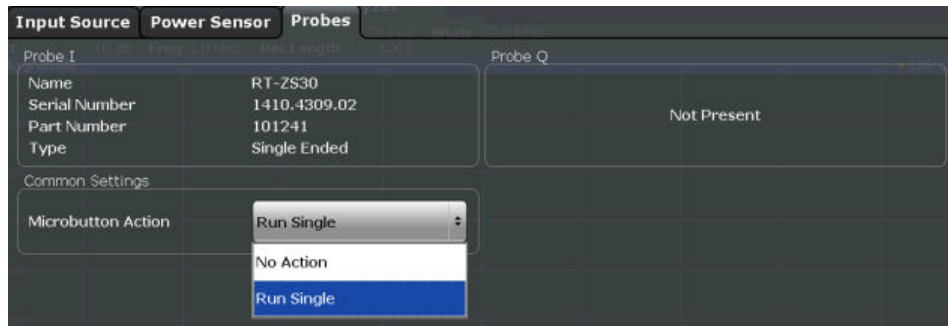 Input Source Power Sensor Probes
Probe I
Name RT-ZS30
Serial Number 1410.4309.02
Part Number 101241
Type Single Ended
Probe Q
Not Present
Common Settings
Microbutton Action Run Single
No Action
Run Single